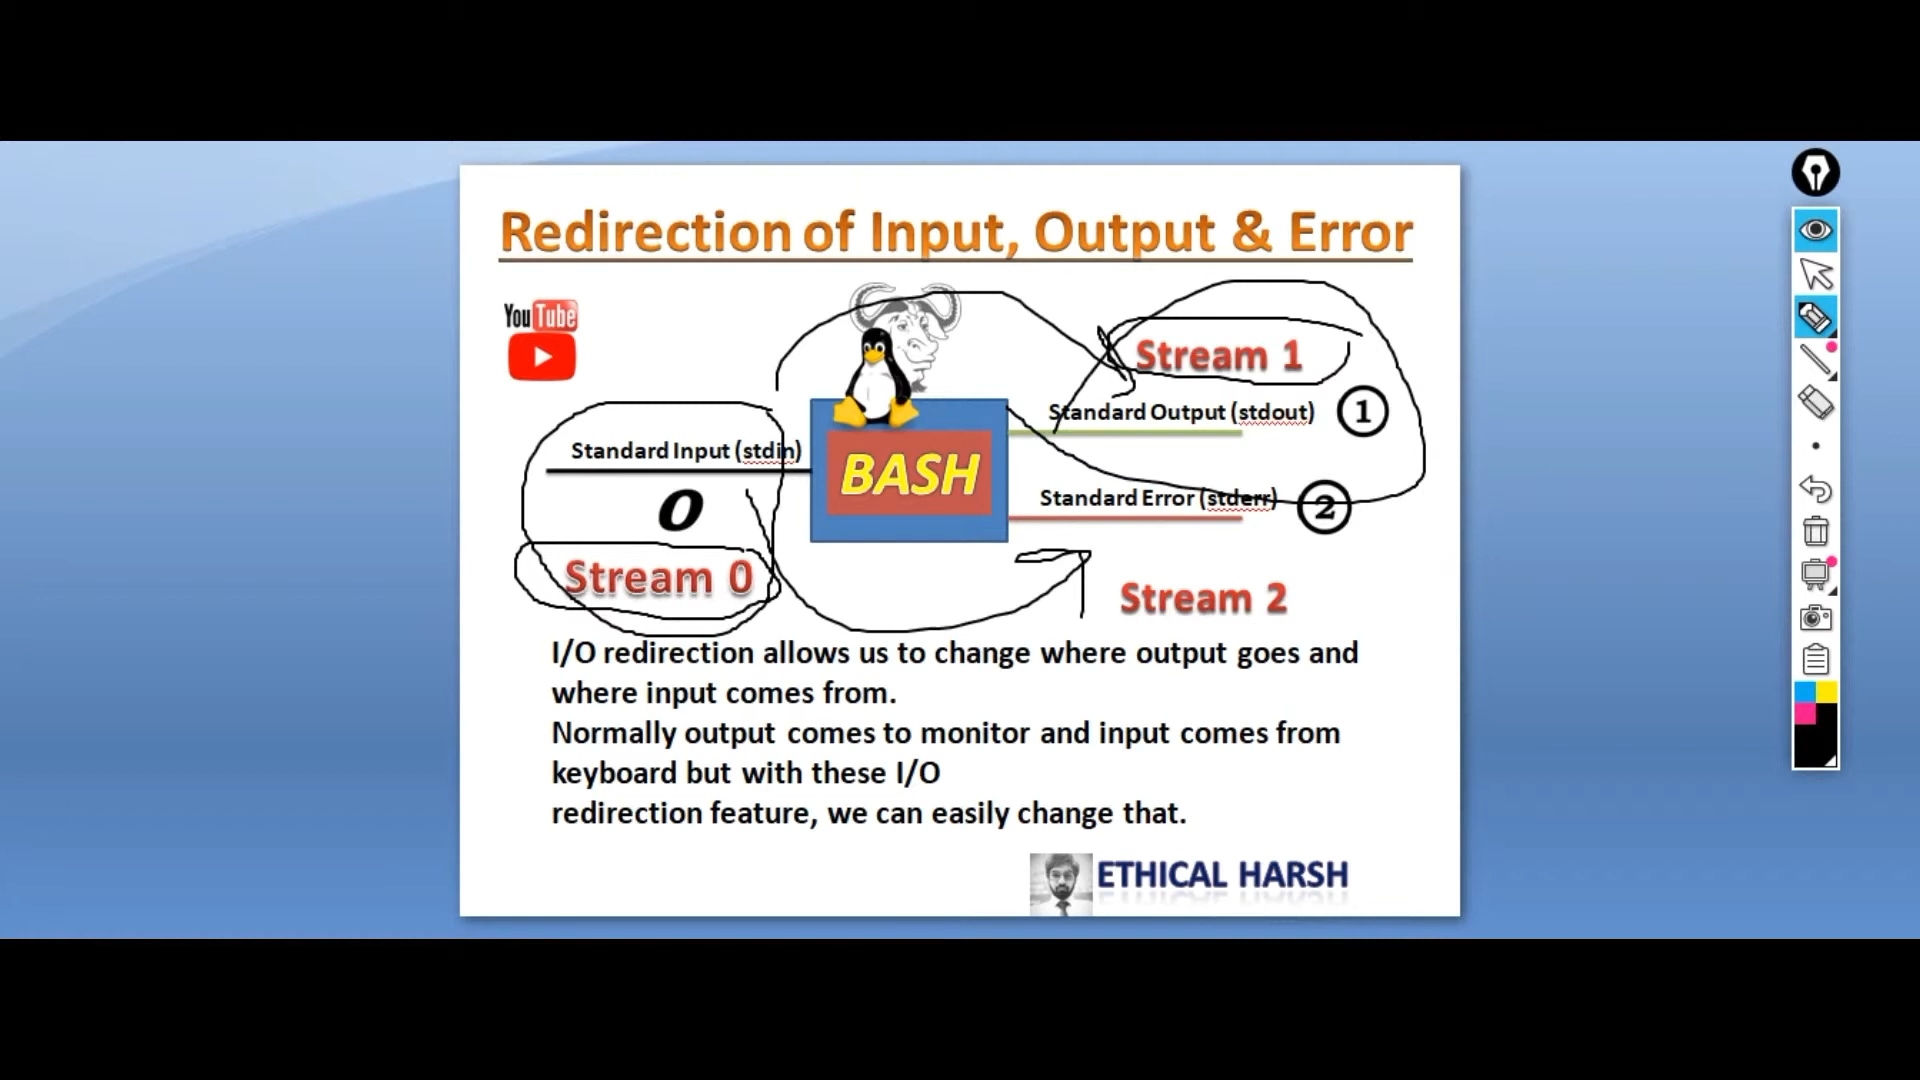 Redirection of Input, Output & Error
YouTube
Stream 1
Standard Output (stdout) 1
Standard Input (stdin)
BASH
Standard Error (stderr) 2
0
Stream 0
Stream 2
I/O redirection allows us to change where output goes and
where input comes from.
Normally output comes to monitor and input comes from
keyboard but with these I/O
redirection feature, we can easily change that.
ETHICAL HARSH